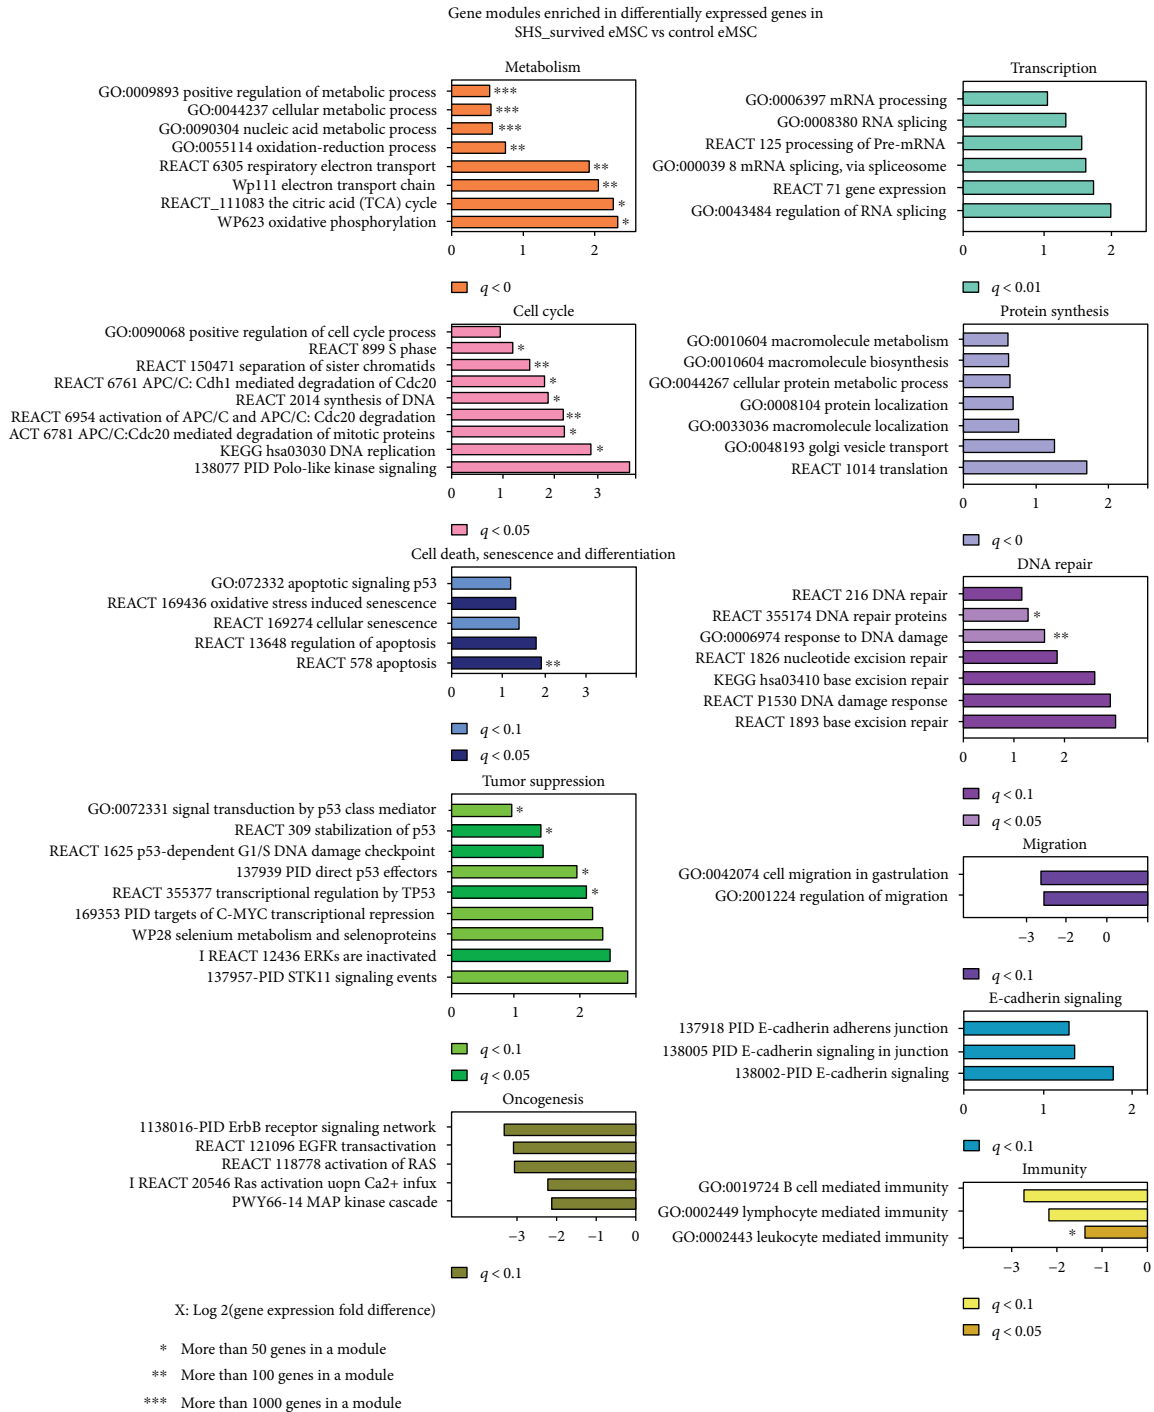 Gene modules enriched in differentially expressed genes in
SHS_survived eMSC vs control eMSC
Metabolism
GO:0009893 positive regulation of metabolic process
***
GO:0044237 cellular metabolic process
***
GO:0090304 nucleic acid metabolic process
***
GO:0055114 oxidation-reduction process
**
REACT 6305 respiratory electron transport
**
Wp111 electron transport chain
**
REACT_111083 the citric acid (TCA) cycle
*
WP623 oxidative phosphorylation
*
0 1 2
q < 0
Cell cycle
GO:0090068 positive regulation of cell cycle process
REACT 899 S phase
*
REACT 150471 separation of sister chromatids
**
REACT 6761 APC/C: Cdh1 mediated degradation of Cdc20
*
REACT 2014 synthesis of DNA
*
REACT 6954 activation of APC/C and APC/C: Cdc20 degradation
**
ACT 6781 APC/C:Cdc20 mediated degradation of mitotic proteins
*
KEGG hsa03030 DNA replication
*
138077 PID Polo-like kinase signaling
0 1 2 3
q < 0.05
Cell death, senescence and differentiation
GO:072332 apoptotic signaling p53
REACT 169436 oxidative stress induced senescence
REACT 169274 cellular senescence
REACT 13648 regulation of apoptosis
REACT 578 apoptosis
**
0 1 2 3
q < 0.1
q < 0.05
Tumor suppression
GO:0072331 signal transduction by p53 class mediator
*
REACT 309 stabilization of p53
*
REACT 1625 p53-dependent G1/S DNA damage checkpoint
137939 PID direct p53 effectors
*
REACT 355377 transcriptional regulation by TP53
*
169353 PID targets of C-MYC transcriptional repression
WP28 selenium metabolism and selenoproteins
I REACT 12436 ERKs are inactivated
137957-PID STK11 signaling events
0 1 2
q < 0.1
q < 0.05
Oncogenesis
1138016-PID ErbB receptor signaling network
REACT 121096 EGFR transactivation
REACT 118778 activation of RAS
I REACT 20546 Ras activation uopn Ca2+ infux
PWY66-14 MAP kinase cascade
−3 −2 −1 0
q < 0.1
X: Log 2(gene expression fold difference)
* More than 50 genes in a module
** More than 100 genes in a module
*** More than 1000 genes in a module
Transcription
GO:0006397 mRNA processing
GO:0008380 RNA splicing
REACT 125 processing of Pre-mRNA
GO:000039 8 mRNA splicing, via spliceosome
REACT 71 gene expression
GO:0043484 regulation of RNA splicing
0 1 2
q < 0.01
Protein synthesis
GO:0010604 macromolecule metabolism
GO:0010604 macromolecule biosynthesis
GO:0044267 cellular protein metabolic process
GO:0008104 protein localization
GO:0033036 macromolecule localization
GO:0048193 golgi vesicle transport
REACT 1014 translation
0 1 2
q < 0
DNA repair
REACT 216 DNA repair
REACT 355174 DNA repair proteins
*
GO:0006974 response to DNA damage
**
REACT 1826 nucleotide excision repair
KEGG hsa03410 base excision repair
REACT P1530 DNA damage response
REACT 1893 base excision repair
0 1 2
q < 0.1
q < 0.05
Migration
GO:0042074 cell migration in gastrulation
GO:2001224 regulation of migration
−3 −2 0
q < 0.1
E-cadherin signaling
137918 PID E-cadherin adherens junction
138005 PID E-cadherin signaling in junction
138002-PID E-cadherin signaling
0 1 2
q < 0.1
Immunity
GO:0019724 B cell mediated immunity
GO:0002449 lymphocyte mediated immunity
GO:0002443 leukocyte mediated immunity
*
−3 −2 −1 0
q < 0.1
q < 0.05